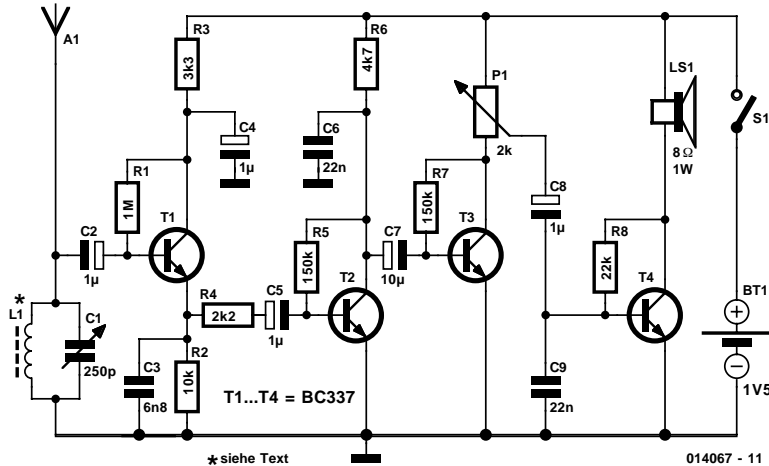 A1
R3
3k3
R6
4k7
P1
2k
LS1
8Ω
1W
S1
C4
1µ
C6
22n
R1
1M
T1
R7
150k
T3
C8
1µ
C2
1µ
R5
150k
C7
10µ
R8
22k
T4
T2
BT1
+
−
1V5
*
L1
C1
250p
R4
2k2
C5
1µ
C3
6n8
R2
10k
T1...T4 = BC337
C9
22n
* siehe Text
014067 - 11